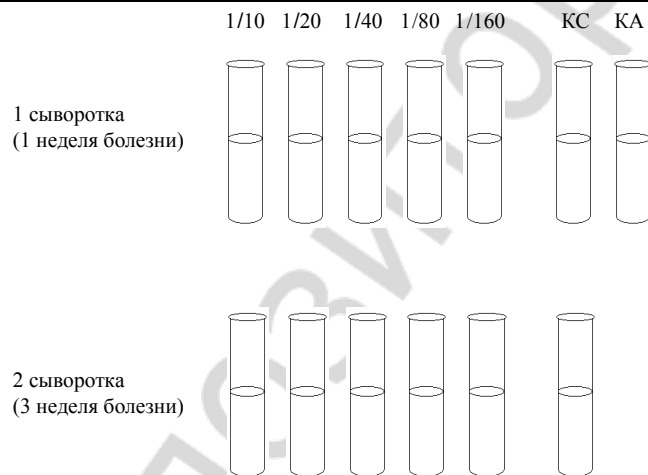 1/10 1/20 1/40 1/80 1/160 КС КА
1 сыворотка
(1 неделя болезни)
2 сыворотка
(3 неделя болезни)